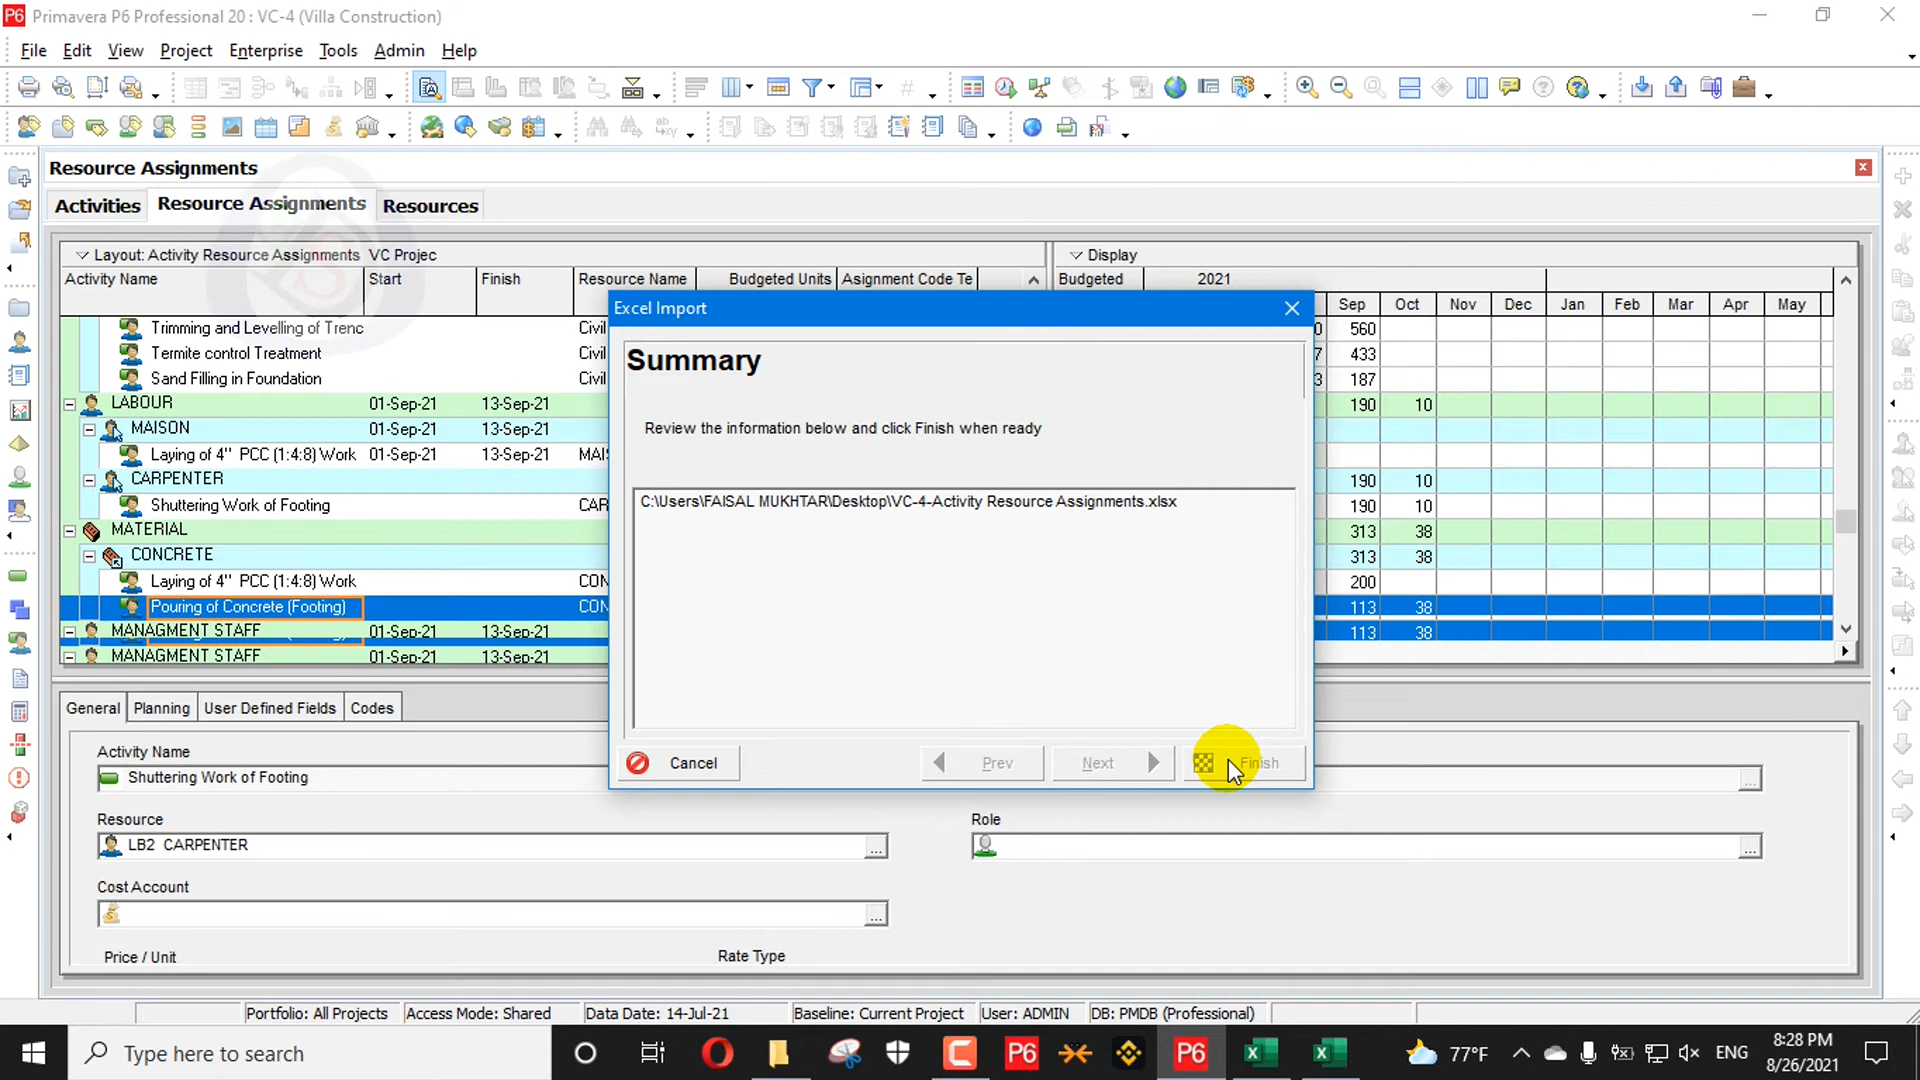 P6 Primavera P6 Professional 20 : VC-4 (Villa Construction)
File Edit View Project Enterprise Tools Admin Help
Resource Assignments
Activities Resource Assignments Resources
Layout: Activity Resource Assignments VC Projec Display
Activity Name Start Finish Resource Name Budgeted Units Asignment Code Te Budgeted 2021
Sep Oct Nov Dec Jan Feb Mar Apr May
Trimming and Levelling of Trenc Civil 0 560
Termite control Treatment Civil 7 433
Sand Filling in Foundation Civil 3 187
LABOUR 01-Sep-21 13-Sep-21 190 10
MAISON 01-Sep-21 13-Sep-21
Laying of 4'' PCC (1:4:8) Work 01-Sep-21 13-Sep-21 MAIS
CARPENTER 190 10
Shuttering Work of Footing CAR 190 10
MATERIAL 313 38
CONCRETE 313 38
Laying of 4'' PCC (1:4:8) Work CON 200
Pouring of Concrete (Footing) CON 113 38
MANAGMENT STAFF 01-Sep-21 13-Sep-21 113 38
MANAGMENT STAFF 01-Sep-21 13-Sep-21
Excel Import
Summary
Review the information below and click Finish when ready
C:\Users\FAISAL MUKHTAR\Desktop\VC-4-Activity Resource Assignments.xlsx
Cancel Prev Next Finish
General Planning User Defined Fields Codes
Activity Name
Shuttering Work of Footing
Resource Role
LB2 CARPENTER
Cost Account
Price / Unit Rate Type
Portfolio: All Projects Access Mode: Shared Data Date: 14-Jul-21 Baseline: Current Project User: ADMIN DB: PMDB (Professional)
Type here to search P6 P6 77°F ENG 8:28 PM
8/26/2021